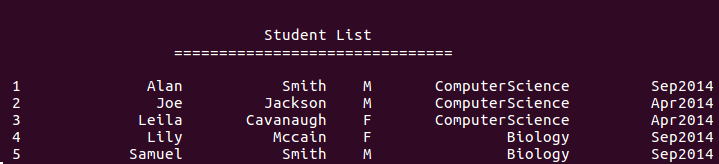 Student List
===============================
1 Alan Smith M ComputerScience Sep2014
2 Joe Jackson M ComputerScience Apr2014
3 Leila Cavanaugh F ComputerScience Apr2014
4 Lily Mccain F Biology Sep2014
5 Samuel Smith M Biology Sep2014